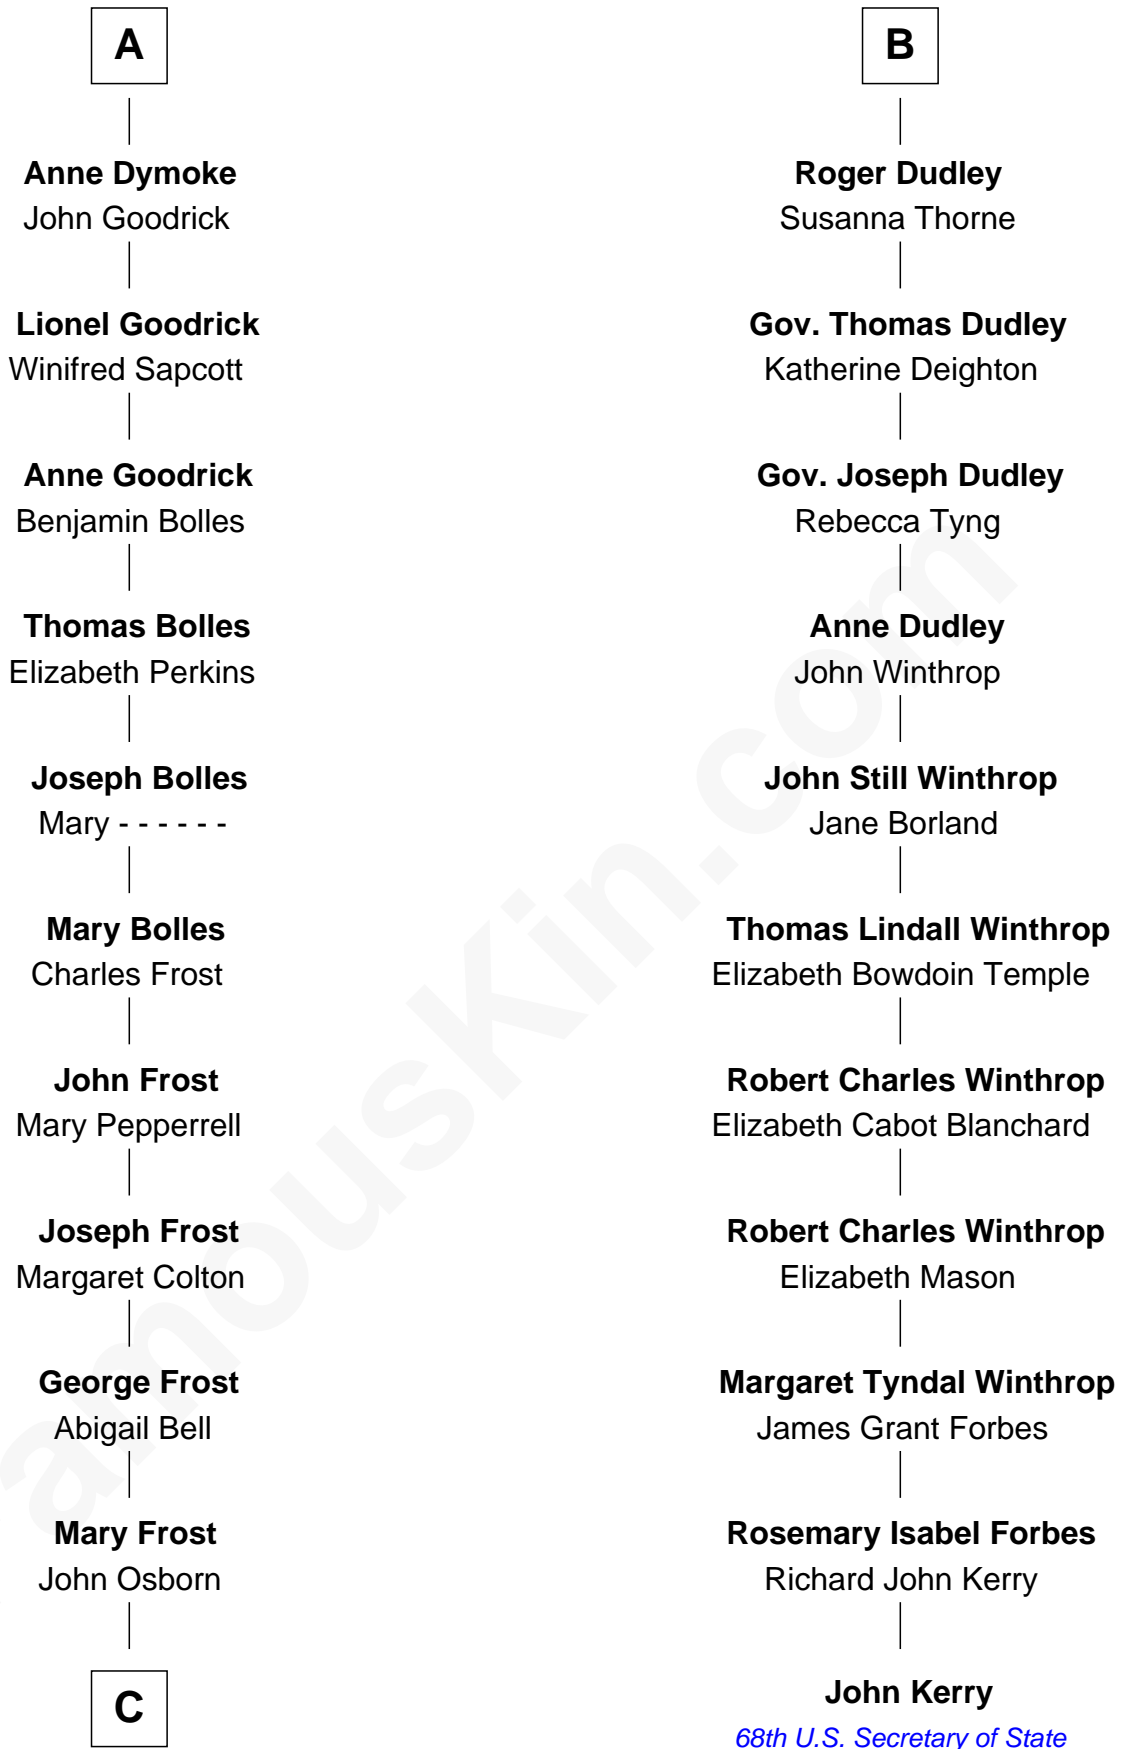 A
Anne Dymoke
John Goodrick
Lionel Goodrick
Winifred Sapcott
Anne Goodrick
Benjamin Bolles
Thomas Bolles
Elizabeth Perkins
Joseph Bolles
Mary - - - - - -
Mary Bolles
Charles Frost
John Frost
Mary Pepperrell
Joseph Frost
Margaret Colton
George Frost
Abigail Bell
Mary Frost
John Osborn
C
B
Roger Dudley
Susanna Thorne
Gov. Thomas Dudley
Katherine Deighton
Gov. Joseph Dudley
Rebecca Tyng
Anne Dudley
John Winthrop
John Still Winthrop
Jane Borland
Thomas Lindall Winthrop
Elizabeth Bowdoin Temple
Robert Charles Winthrop
Elizabeth Cabot Blanchard
Robert Charles Winthrop
Elizabeth Mason
Margaret Tyndal Winthrop
James Grant Forbes
Rosemary Isabel Forbes
Richard John Kerry
John Kerry
68th U.S. Secretary of State
amousKin.com